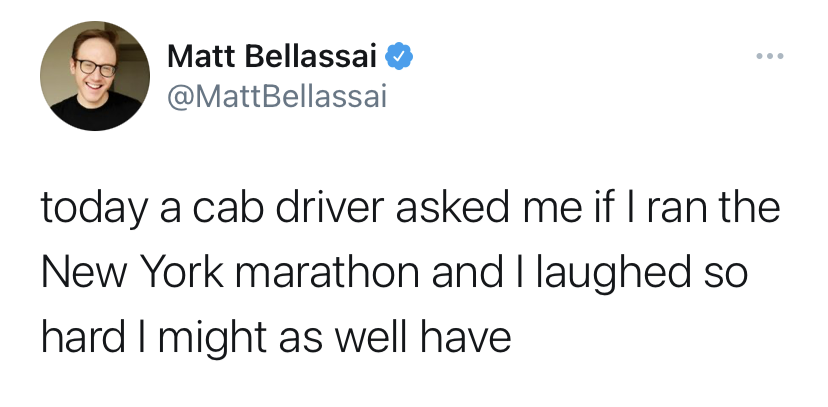 Matt Bellassai
@MattBellassai
today a cab driver asked me if I ran the
New York marathon and I laughed so
hard I might as well have